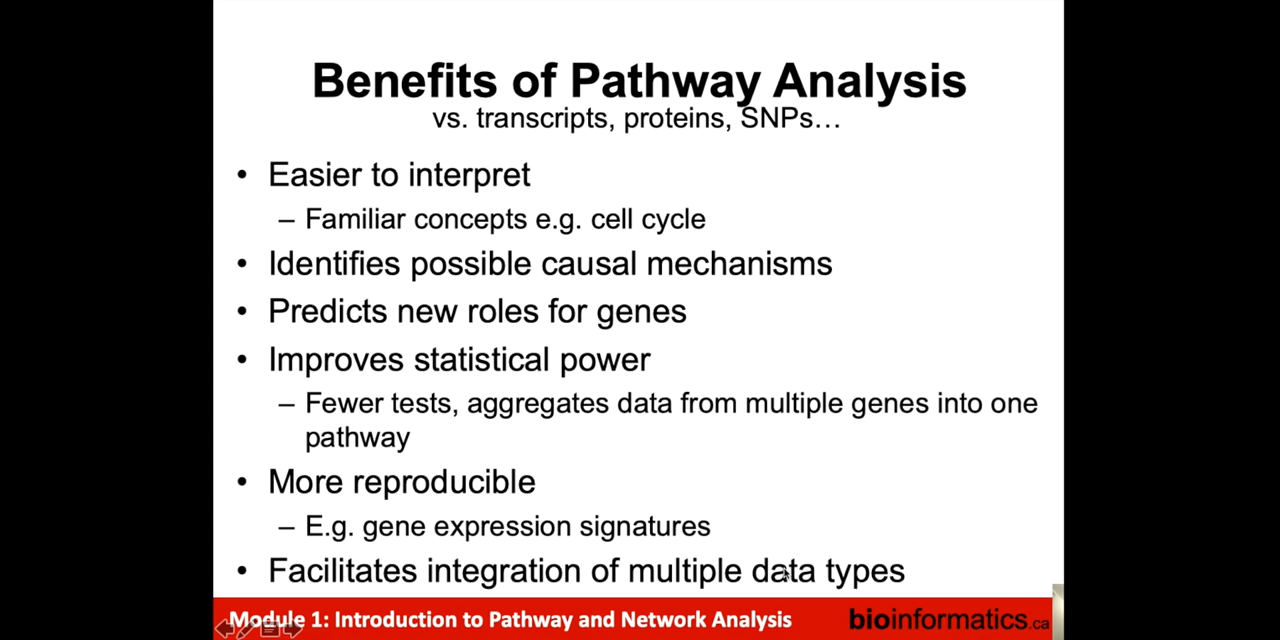 Benefits of Pathway Analysis
vs. transcripts, proteins, SNPs…
• Easier to interpret
– Familiar concepts e.g. cell cycle
• Identifies possible causal mechanisms
• Predicts new roles for genes
• Improves statistical power
– Fewer tests, aggregates data from multiple genes into one
pathway
• More reproducible
– E.g. gene expression signatures
• Facilitates integration of multiple data types
Module 1: Introduction to Pathway and Network Analysis
bioinformatics.ca